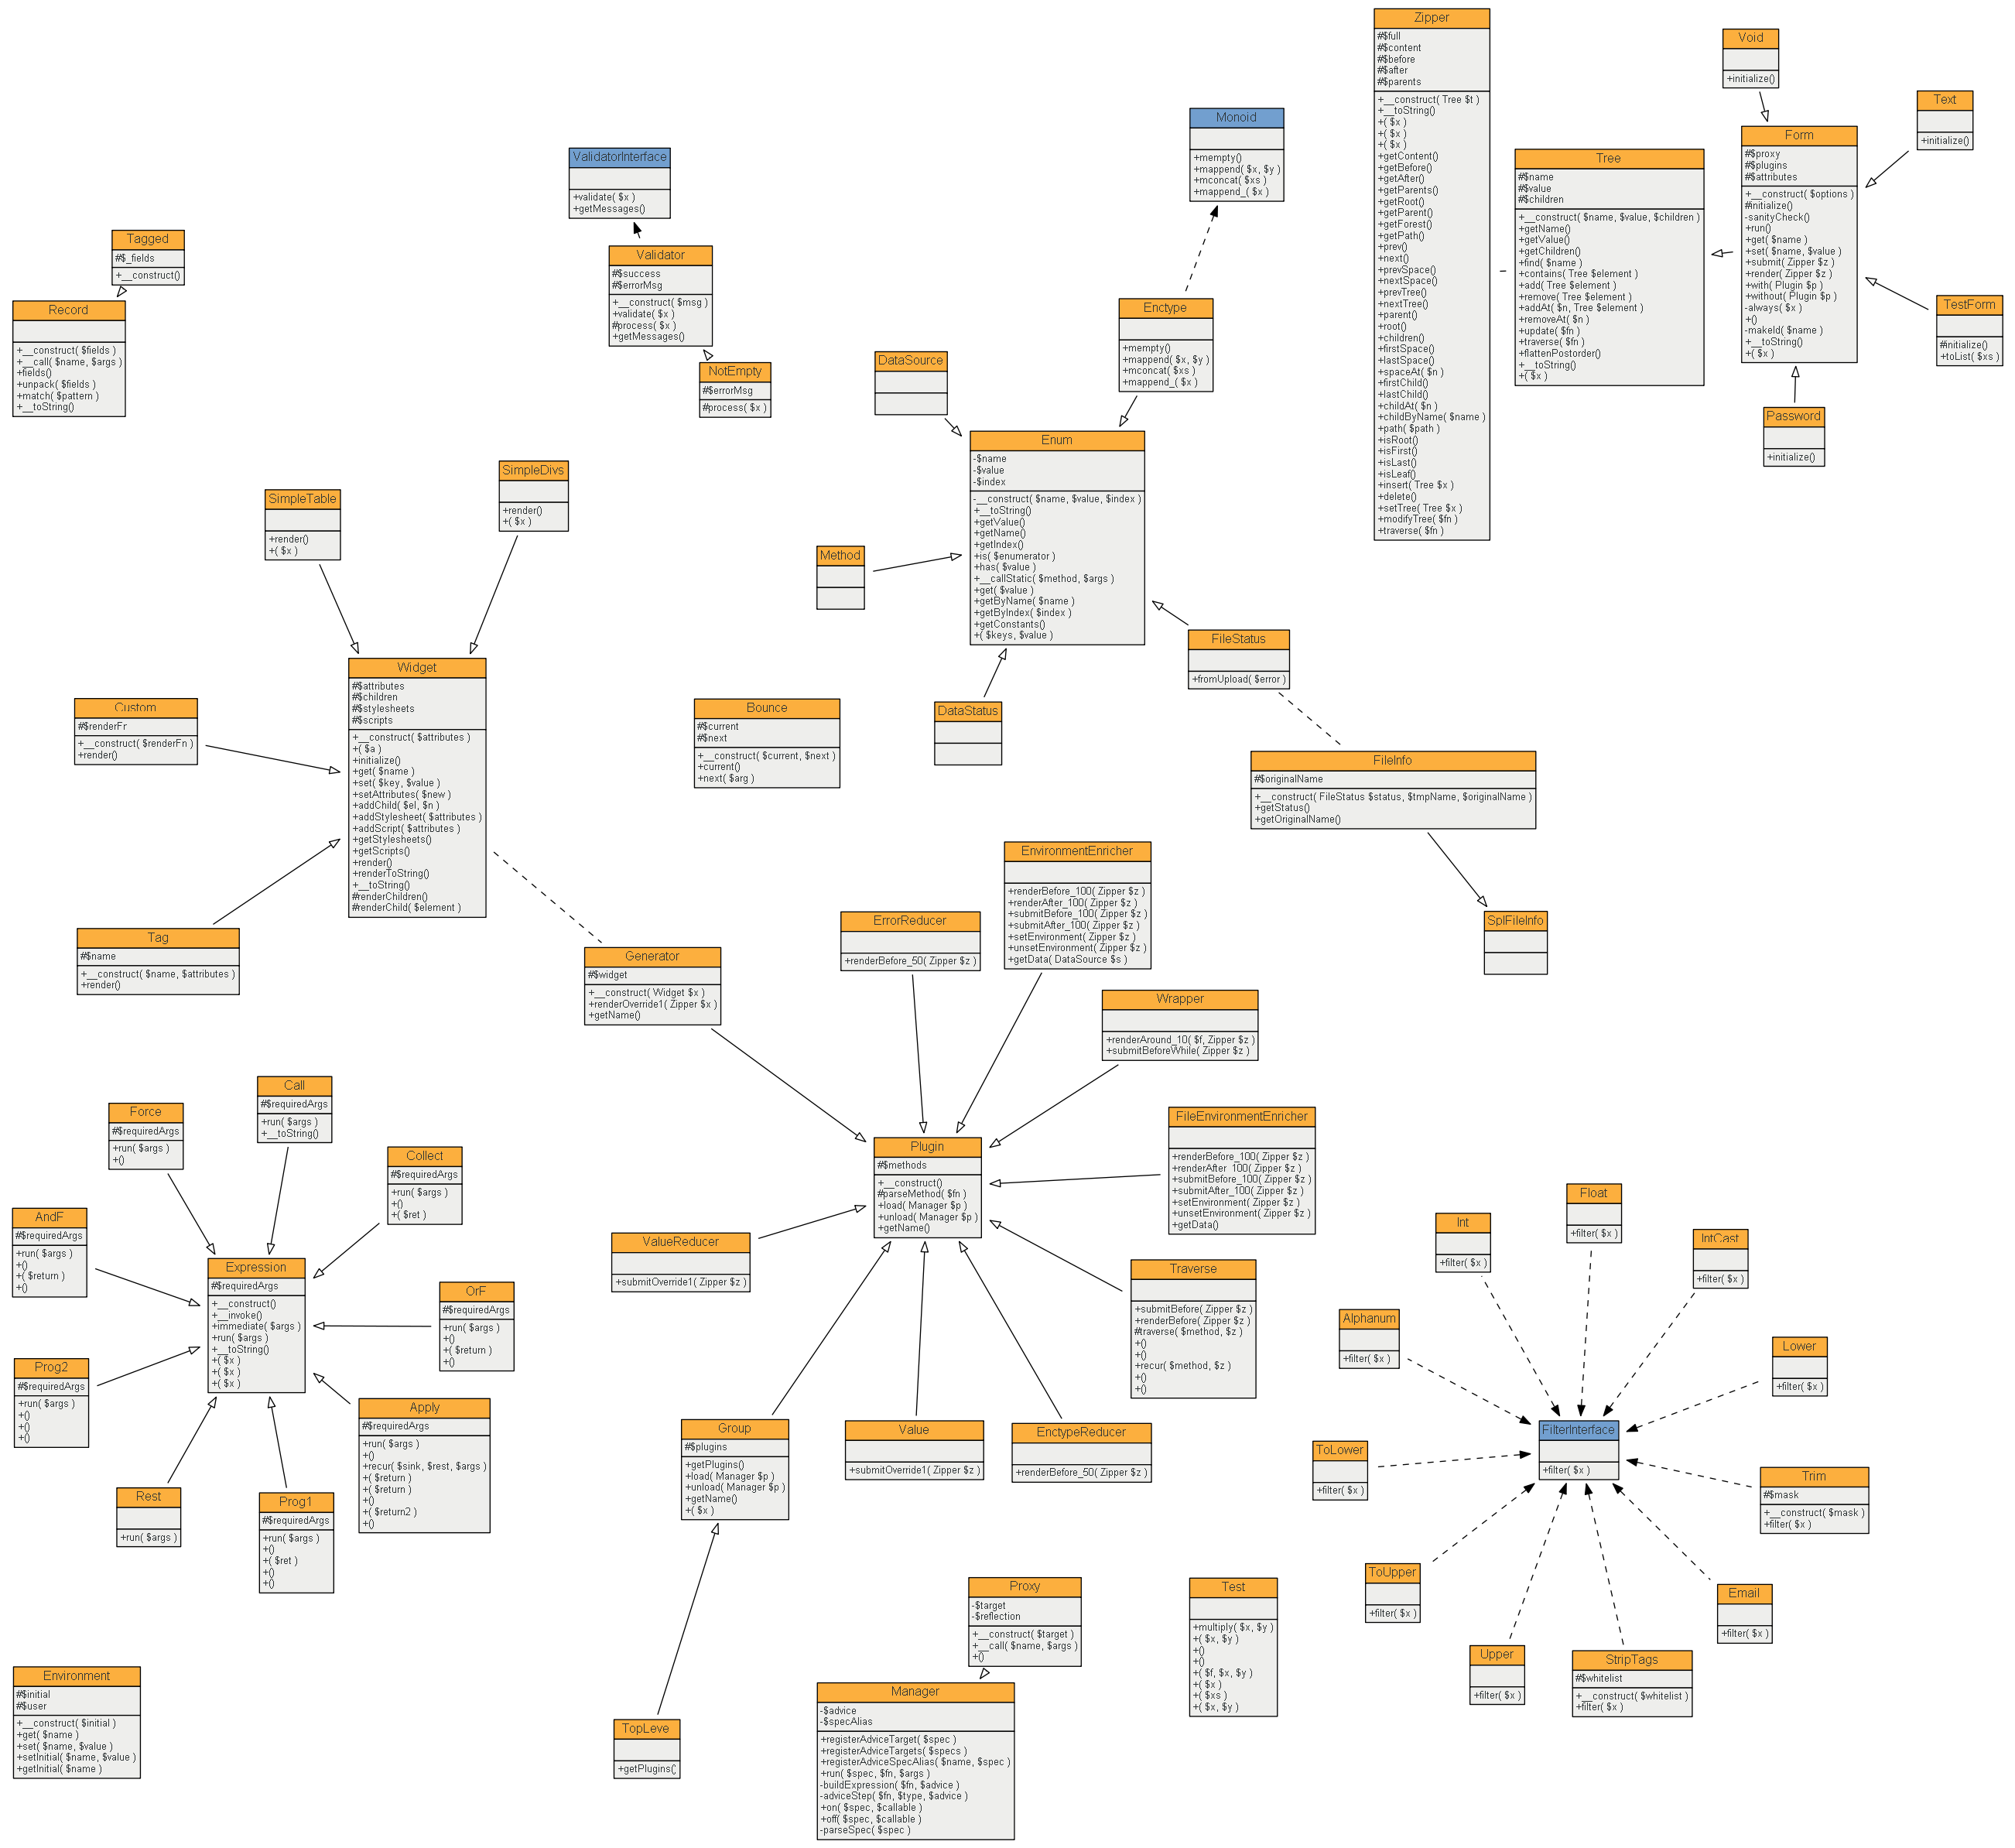 Zipper
#$full
#$content
#$before
#$after
#$parents
+__construct( Tree $t )
+__toString()
+( $x )
+( $x )
+( $x )
+getContent()
+getBefore()
+getAfter()
+getParents()
+getRoot()
+getParent()
+getForest()
+getPath()
+prev()
+next()
+prevSpace()
+nextSpace()
+prevTree()
+nextTree()
+parent()
+root()
+children()
+firstSpace()
+lastSpace()
+spaceAt( $n )
+firstChild()
+lastChild()
+childAt( $n )
+childByName( $name )
+path( $path )
+isRoot()
+isFirst()
+isLast()
+isLeaf()
+insert( Tree $x )
+delete()
+setTree( Tree $x )
+modifyTree( $fn )
+traverse( $fn )
Void
+initialize()
Text
+initialize()
Form
#$proxy
#$plugins
#$attributes
+__construct( $options )
#initialize()
-sanityCheck()
+run()
+get( $name )
+set( $name, $value )
+submit( Zipper $z )
+render( Zipper $z )
+with( Plugin $p )
+without( Plugin $p )
-always( $x )
+()
-makeId( $name )
+__toString()
+( $x )
Tree
#$name
#$value
#$children
+__construct( $name, $value, $children )
+getName()
+getValue()
+getChildren()
+find( $name )
+contains( Tree $element )
+add( Tree $element )
+remove( Tree $element )
+addAt( $n, Tree $element )
+removeAt( $n )
+update( $fn )
+traverse( $fn )
+flattenPostorder()
+__toString()
+( $x )
TestForm
#initialize()
+toList( $xs )
Password
+initialize()
Monoid
+mempty()
+mappend( $x, $y )
+mconcat( $xs )
+mappend_( $x )
ValidatorInterface
+validate( $x )
+getMessages()
Validator
#$success
#$errorMsg
+__construct( $msg )
+validate( $x )
#process( $x )
+getMessages()
NotEmpty
#$errorMsg
#process( $x )
Tagged
#$_fields
+__construct()
Record
+__construct( $fields )
+__call( $name, $args )
+fields()
+unpack( $fields )
+match( $pattern )
+__toString()
Enctype
+mempty()
+mappend( $x, $y )
+mconcat( $xs )
+mappend_( $x )
DataSource
Enum
-$name
-$value
-$index
-__construct( $name, $value, $index )
+__toString()
+getValue()
+getName()
+getIndex()
+is( $enumerator )
+has( $value )
+__callStatic( $method, $args )
+get( $value )
+getByName( $name )
+getByIndex( $index )
+getConstants()
+( $keys, $value )
Method
FileStatus
+fromUpload( $error )
DataStatus
FileInfo
#$originalName
+__construct( FileStatus $status, $tmpName, $originalName )
+getStatus()
+getOriginalName()
SplFileInfo
SimpleTable
+render()
+( $x )
SimpleDivs
+render()
+( $x )
Widget
#$attributes
#$children
#$stylesheets
#$scripts
+__construct( $attributes )
+( $a )
+initialize()
+get( $name )
+set( $key, $value )
+setAttributes( $new )
+addChild( $el, $n )
+addStylesheet( $attributes )
+addScript( $attributes )
+getStylesheets()
+getScripts()
+render()
+renderToString()
+__toString()
#renderChildren()
#renderChild( $element )
Custom
#$renderFr
+__construct( $renderFn )
+render()
Tag
#$name
+__construct( $name, $attributes )
+render()
Bounce
#$current
#$next
+__construct( $current, $next )
+current()
+next( $arg )
Generator
#$widget
+__construct( Widget $x )
+renderOverride1( Zipper $x )
+getName()
ErrorReducer
+renderBefore_50( Zipper $z )
EnvironmentEnricher
+renderBefore_100( Zipper $z )
+renderAfter_100( Zipper $z )
+submitBefore_100( Zipper $z )
+submitAfter_100( Zipper $z )
+setEnvironment( Zipper $z )
+unsetEnvironment( Zipper $z )
+getData( DataSource $s )
Wrapper
+renderAround_10( $f, Zipper $z )
+submitBeforeWhile( Zipper $z )
FileEnvironmentEnricher
+renderBefore_100( Zipper $z )
+renderAfter 100( Zipper $z )
+submitBefore_100( Zipper $z )
+submitAfter_100( Zipper $z )
+setEnvironment( Zipper $z )
+unsetEnvironment( Zipper $z )
+getData()
Plugin
#$methods
+__construct()
#parseMethod( $fn )
+load( Manager $p )
+unload( Manager $p )
+getName()
ValueReducer
+submitOverride1( Zipper $z )
Traverse
+submitBefore( Zipper $z )
+renderBefore( Zipper $z )
#traverse( $method, $z )
+()
+()
+recur( $method, $z )
+()
+()
Group
#$plugins
+getPlugins()
+load( Manager $p )
+unload( Manager $p )
+getName()
+( $x )
Value
+submitOverride1( Zipper $z )
EnctypeReducer
+renderBefore_50( Zipper $z )
TopLeve
+getPlugins()
Call
#$requiredArgs
+run( $args )
+__toString()
Force
#$requiredArgs
+run( $args )
+()
Collect
#$requiredArgs
+run( $args )
+()
+( $ret )
AndF
#$requiredArgs
+run( $args )
+()
+( $return )
+()
Expression
#$requiredArgs
+__construct()
+__invoke()
+immediate( $args )
+run( $args )
+__toString()
+( $x )
+( $x )
+( $x )
OrF
#$requiredArgs
+run( $args )
+()
+( $return )
+()
Prog2
#$requiredArgs
+run( $args )
+()
+()
+()
Apply
#$requiredArgs
+run( $args )
+()
+recur( $sink, $rest, $args )
+( $return )
+( $return )
+()
+( $return2 )
+()
Rest
+run( $args )
Prog1
#$requiredArgs
+run( $args )
+()
+( $ret )
+()
+()
Environment
#$initial
#$user
+__construct( $initial )
+get( $name )
+set( $name, $value )
+setInitial( $name, $value )
+getInitial( $name )
Proxy
-$target
-$reflection
+__construct( $target )
+__call( $name, $args )
+()
Manager
-$advice
-$specAlias
+registerAdviceTarget( $spec )
+registerAdviceTargets( $specs )
+registerAdviceSpecAlias( $name, $spec )
+run( $spec, $fn, $args )
-buildExpression( $fn, $advice )
-adviceStep( $fn, $type, $advice )
+on( $spec, $callable )
+off( $spec, $callable )
-parseSpec( $spec )
Test
+multiply( $x, $y )
+( $x, $y )
+()
+()
+( $f, $x, $y )
+( $x )
+( $xs )
+( $x, $y )
Float
+filter( $x )
Int
+filter( $x )
IntCast
+filter( $x )
Alphanum
+filter( $x )
Lower
+filter( $x )
FilterInterface
+filter( $x )
ToLower
+filter( $x )
Trim
#$mask
+__construct( $mask )
+filter( $x )
ToUpper
+filter( $x )
Email
+filter( $x )
Upper
+filter( $x )
StripTags
#$whitelist
+__construct( $whitelist )
+filter( $x )